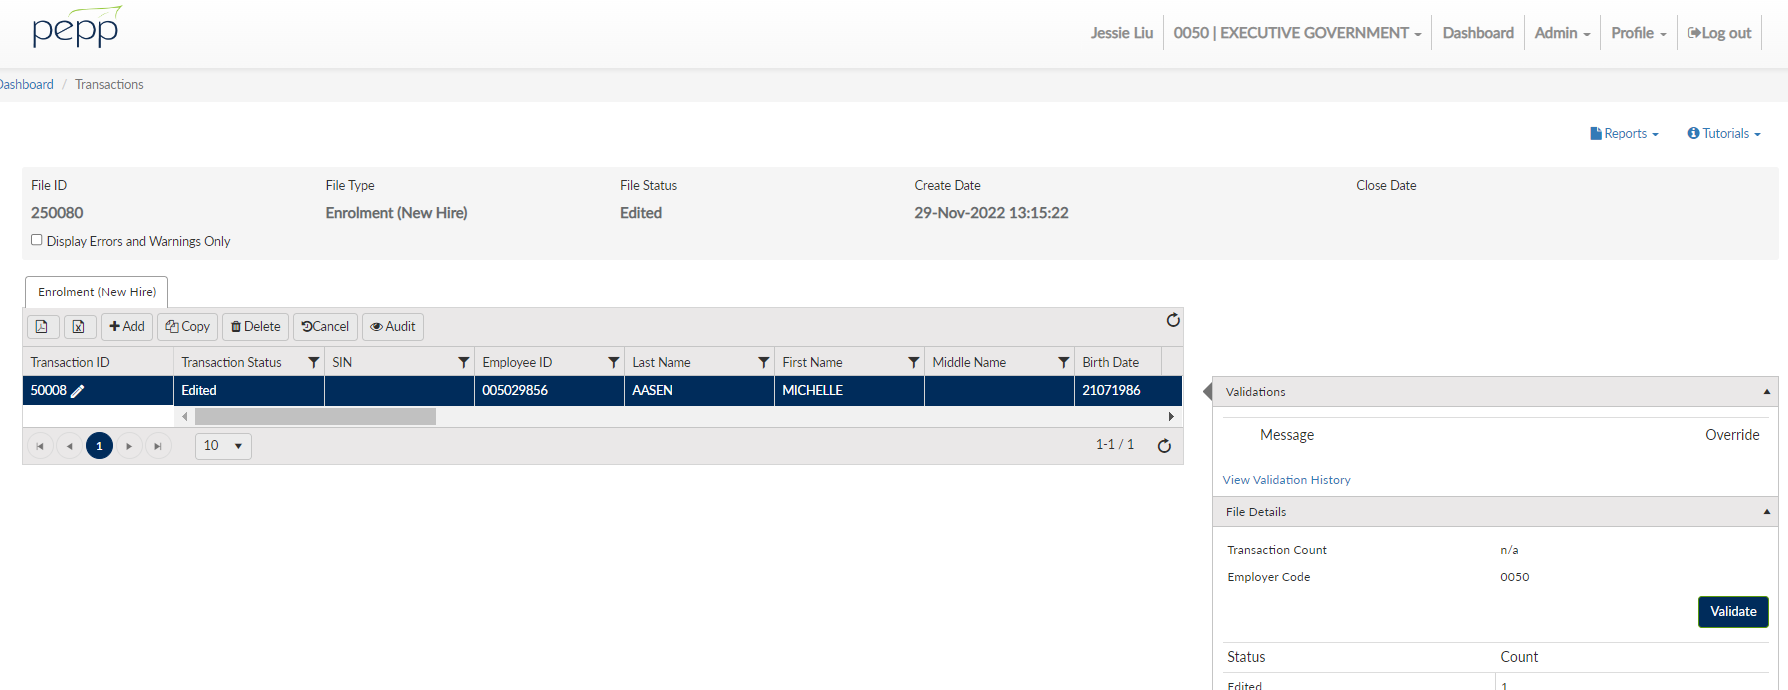 pepp
Jessie Liu 0050 | EXECUTIVE GOVERNMENT Dashboard Admin Profile Log out
Dashboard / Transactions
Reports Tutorials
File ID File Type File Status Create Date Close Date
250080 Enrolment (New Hire) Edited 29-Nov-2022 13:15:22
Display Errors and Warnings Only
Enrolment (New Hire)
Add Copy Delete Cancel Audit
Transaction ID Transaction Status SIN Employee ID Last Name First Name Middle Name Birth Date
50008 Edited 005029856 AASEN MICHELLE 21071986
1 10 1-1 / 1
Validations
Message Override
View Validation History
File Details
Transaction Count n/a
Employer Code 0050
Validate
Status Count
Edited 1